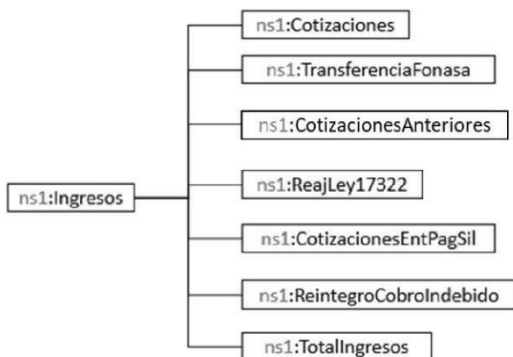 ns1:Cotizaciones
ns1:TransferenciaFonasa
ns1:CotizacionesAnteriores
ns1:Ingresos
ns1:ReajLey17322
ns1:CotizacionesEntPagSil
ns1:ReintegroCobroIndebido
ns1:TotalIngresos